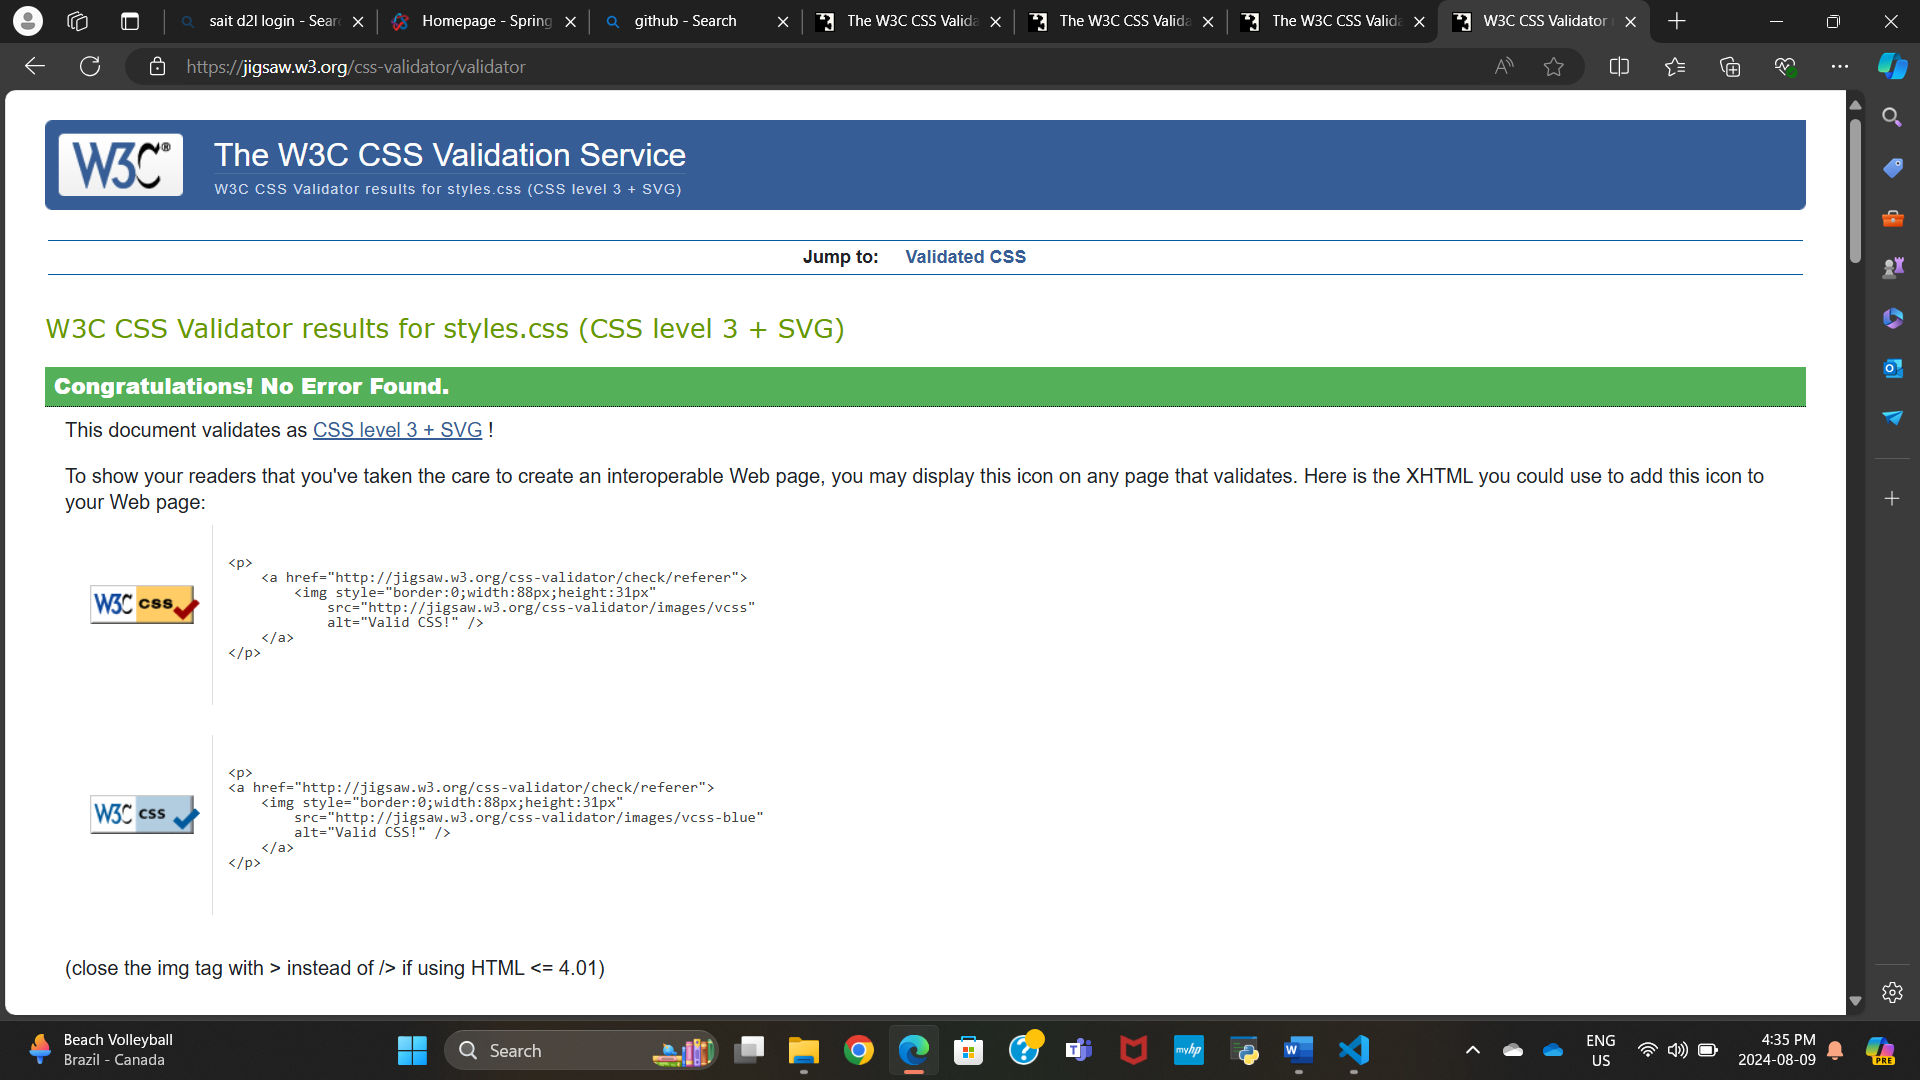 sait d2l login - Sear
Homepage - Spring
github - Search
The W3C CSS Valida
The W3C CSS Valida
The W3C CSS Valida
W3C CSS Validator
https://jigsaw.w3.org/css-validator/validator
W3C®
The W3C CSS Validation Service
W3C CSS Validator results for styles.css (CSS level 3 + SVG)
Jump to: Validated CSS
W3C CSS Validator results for styles.css (CSS level 3 + SVG)
Congratulations! No Error Found.
This document validates as CSS level 3 + SVG !
To show your readers that you've taken the care to create an interoperable Web page, you may display this icon on any page that validates. Here is the XHTML you could use to add this icon to
your Web page:
W3C css
<p>
<a href="http://jigsaw.w3.org/css-validator/check/referer">
<img style="border:0;width:88px;height:31px"
src="http://jigsaw.w3.org/css-validator/images/vcss"
alt="Valid CSS!" />
</a>
</p>
W3C css
<p>
<a href="http://jigsaw.w3.org/css-validator/check/referer">
<img style="border:0;width:88px;height:31px"
src="http://jigsaw.w3.org/css-validator/images/vcss-blue"
alt="Valid CSS!" />
</a>
</p>
(close the img tag with > instead of /> if using HTML <= 4.01)
Beach Volleyball
Brazil - Canada
Search
myhp
ENG
US
4:35 PM
2024-08-09
PRE